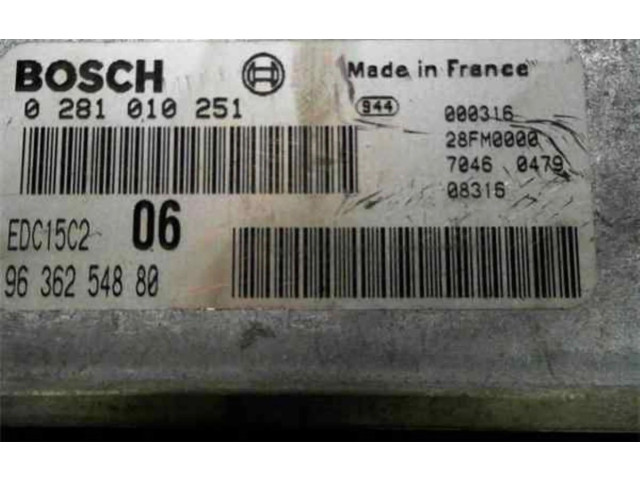 BOSCH Made in France
0 281 010 251 944 000316
28FM0000
7046 0479
08316
EDC15C2 06
96 362 548 80